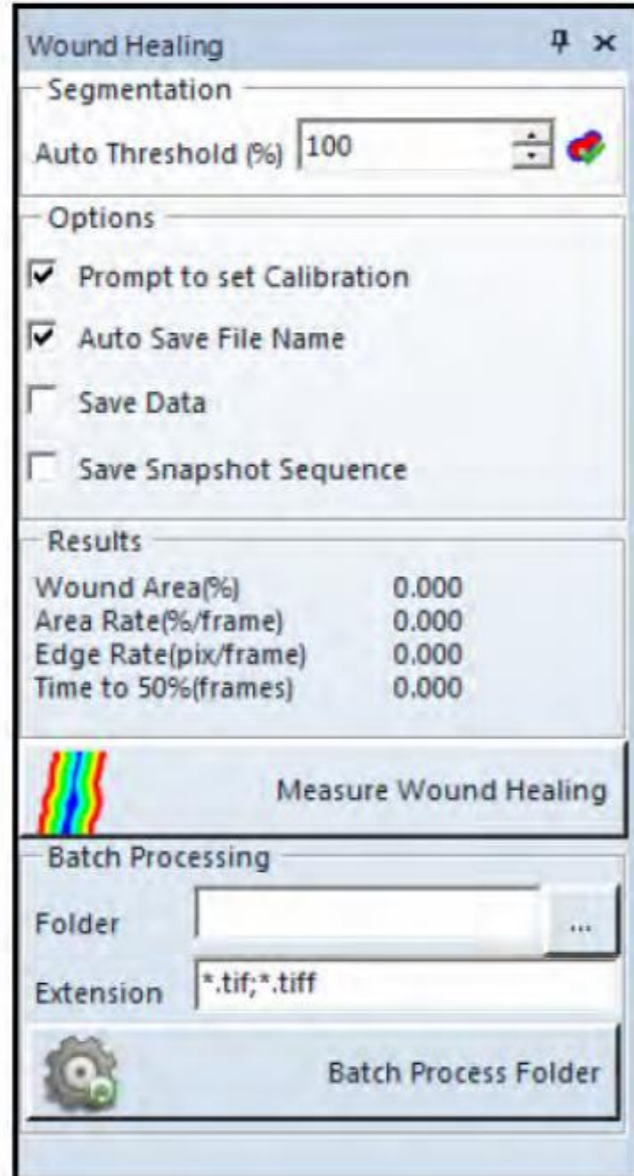 Wound Healing
Segmentation
Auto Threshold (%) 100
Options
Prompt to set Calibration
Auto Save File Name
Save Data
Save Snapshot Sequence
Results
Wound Area(%) 0.000
Area Rate(%/frame) 0.000
Edge Rate(pix/frame) 0.000
Time to 50%(frames) 0.000
Measure Wound Healing
Batch Processing
Folder ...
Extension *.tif;*.tiff
Batch Process Folder